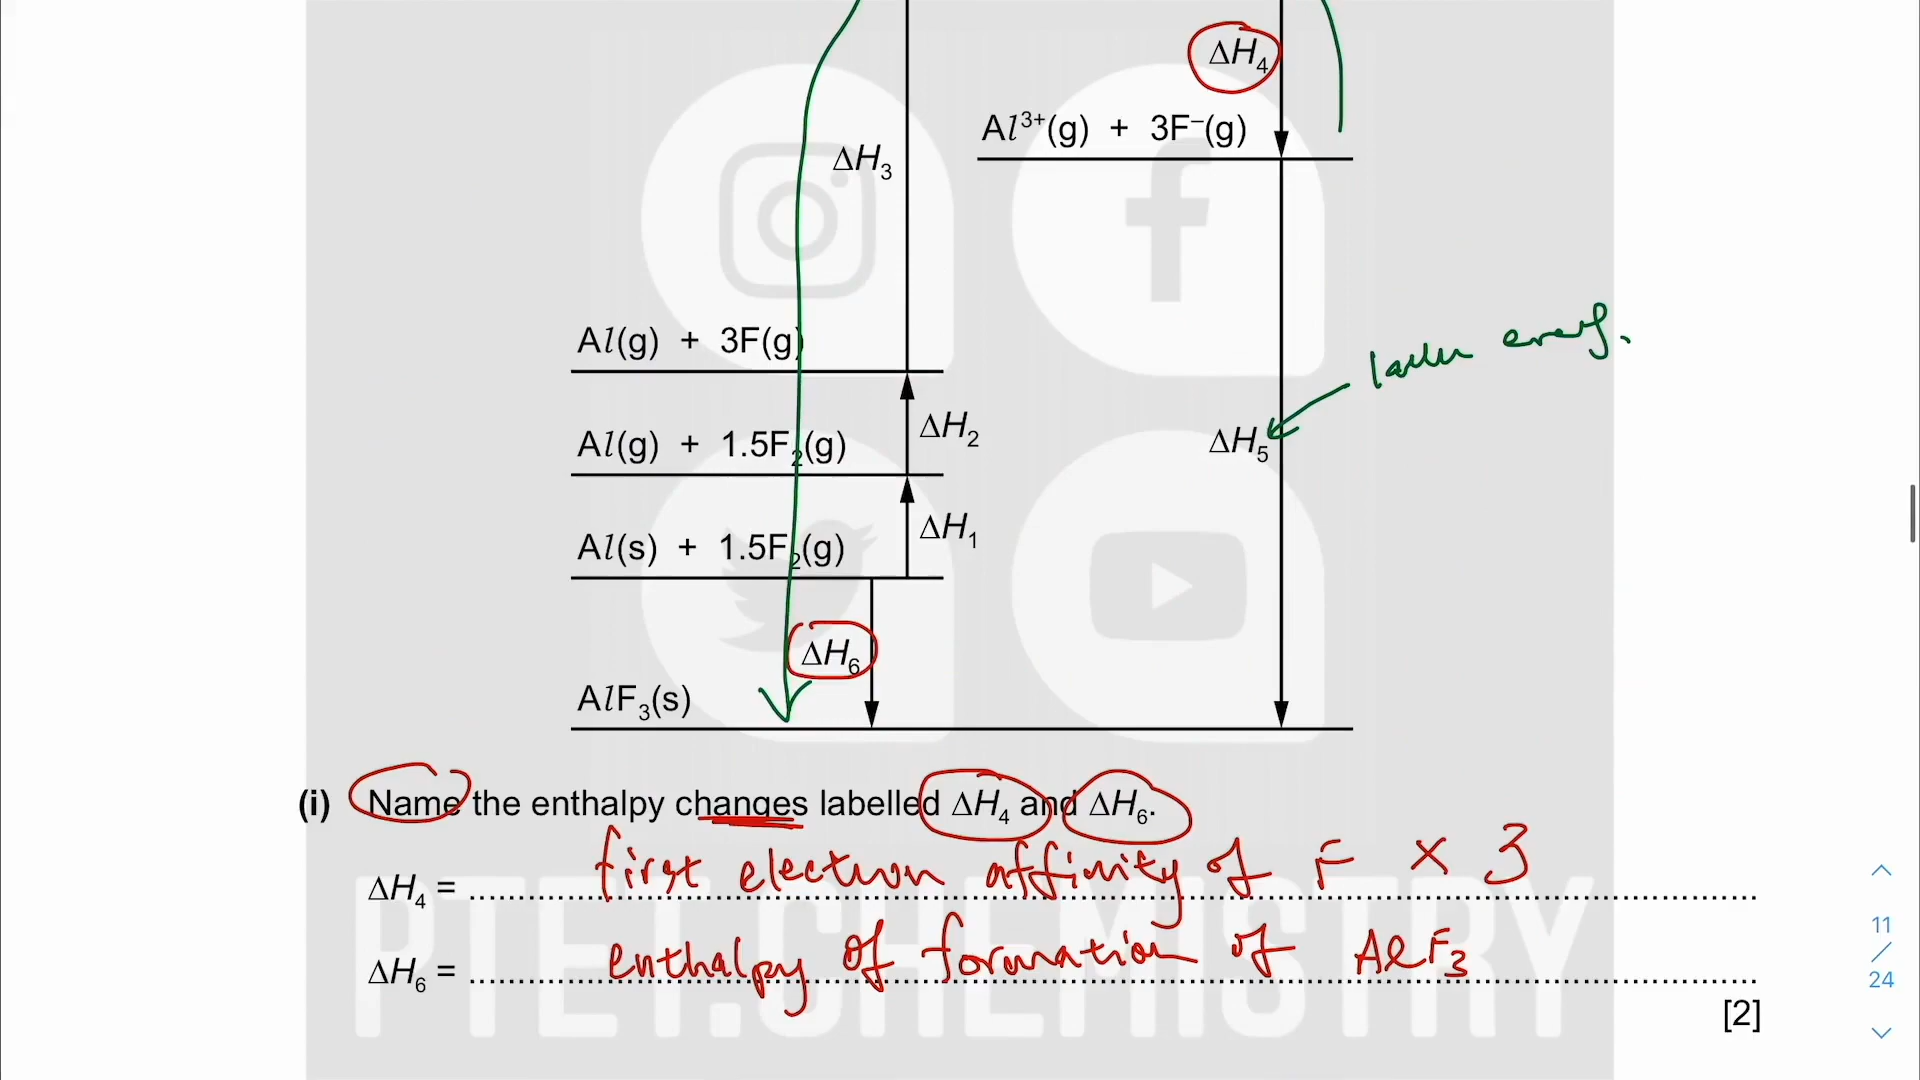 ΔH4
Al3+(g) + 3F–(g)
ΔH3
Al(g) + 3F(g)
ΔH2
Al(g) + 1.5F2(g)
ΔH5
ΔH1
Al(s) + 1.5F2(g)
ΔH6
AlF3(s)
(i) Name the enthalpy changes labelled ΔH4 and ΔH6.
ΔH4 = first electron affinity of F × 3
ΔH6 = enthalpy of formation of AlF3
[2]
PTET.CHEMISTRY
11
/
24